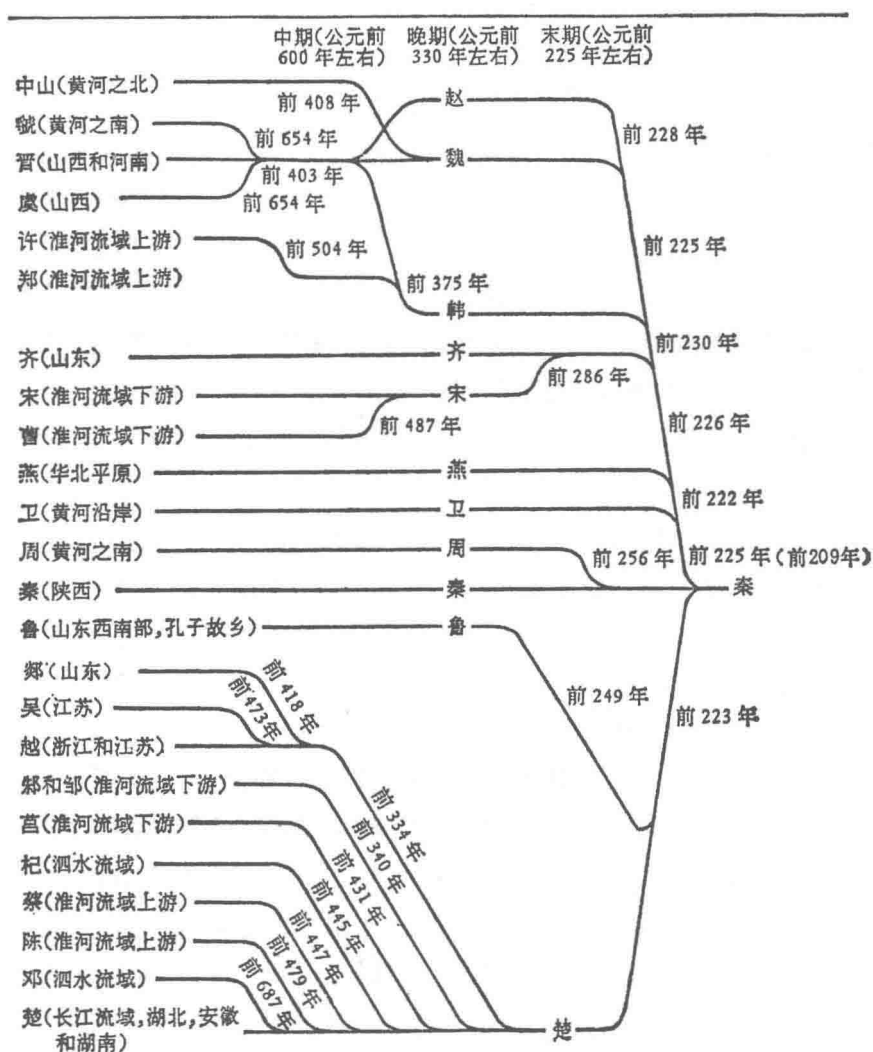 中期(公元前 晚期(公元前 末期(公元前
600 年左右) 330 年左右) 225 年左右)
中山(黄河之北)
前 408 年
赵
虢(黄河之南)
前 654 年
前 228 年
晋(山西和河南)
魏
前 403 年
虞(山西)
前 654 年
许(淮河流域上游)
前 504 年
前 225 年
郑(淮河流域上游)
前 375 年
韩
前 230 年
齐(山东)
齐
前 286 年
宋(淮河流域下游)
宋
前 487 年
前 226 年
曹(淮河流域下游)
燕(华北平原)
燕
前 222 年
卫(黄河沿岸)
卫
周(黄河之南)
周
前 256 年
前 225 年(前209年)
秦(陕西)
秦
秦
鲁(山东西南部,孔子故乡)
鲁
郯(山东)
前 418 年
前 249 年
吴(江苏)
前 473年
前 223 年
越(浙江和江苏)
邾和邹(淮河流域下游)
前 334 年
莒(淮河流域下游)
前 340 年
杞(泗水流域)
前 431 年
蔡(淮河流域上游)
前 445 年
陈(淮河流域上游)
前 447 年
邓(泗水流域)
前 479 年
前 687 年
楚(长江流域,湖北,安徽
和湖南)
楚